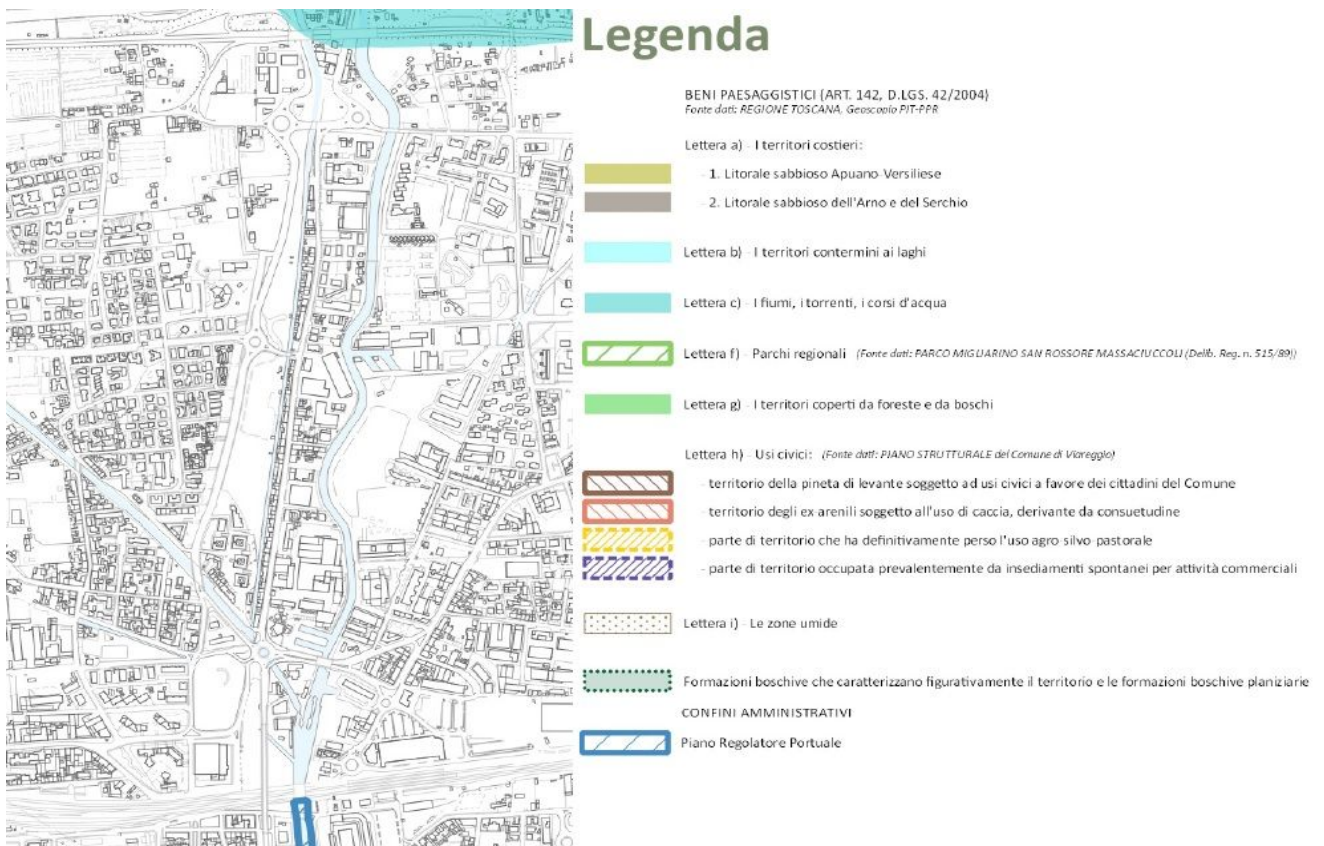 Legenda
BENI PAESAGGISTICI (ART. 142, D.LGS. 42/2004)
Fonte dati: REGIONE TOSCANA, Geoscopio PIT-PPR
Lettera a) - I territori costieri:
- 1. Litorale sabbioso Apuano-Versiliese
- 2. Litorale sabbioso dell'Arno e del Serchio
Lettera b) - I territori contermini ai laghi
Lettera c) - I fiumi, i torrenti, i corsi d'acqua
Lettera f) - Parchi regionali (Fonte dati: PARCO MIGLIARINO SAN ROSSORE MASSACIUCCOLI (Delib. Reg. n. 515/89))
Lettera g) - I territori coperti da foreste e da boschi
Lettera h) - Usi civici: (Fonte dati: PIANO STRUTTURALE del Comune di Viareggio)
- territorio della pineta di levante soggetto ad usi civici a favore dei cittadini del Comune
- territorio degli ex-arenili soggetto all'uso di caccia, derivante da consuetudine
- parte di territorio che ha definitivamente perso l'uso agro-silvo-pastorale
- parte di territorio occupata prevalentemente da insediamenti spontanei per attività commerciali
Lettera i) - Le zone umide
Formazioni boschive che caratterizzano figurativamente il territorio e le formazioni boschive planiziarie
CONFINI AMMINISTRATIVI
Piano Regolatore Portuale